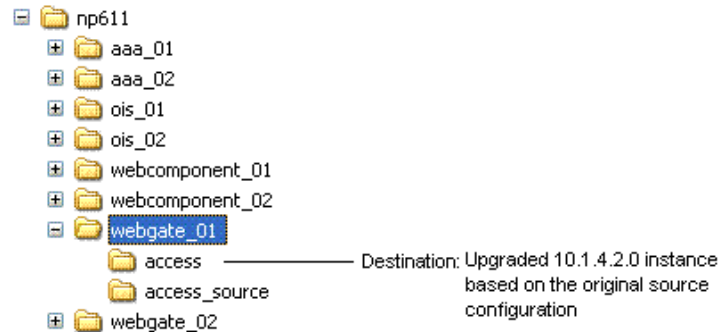 np611
aaa_01
aaa_02
ois_01
ois_02
webcomponent_01
webcomponent_02
webgate_01
access
Destination: Upgraded 10.1.4.2.0 instance
based on the original source
configuration
access_source
webgate_02